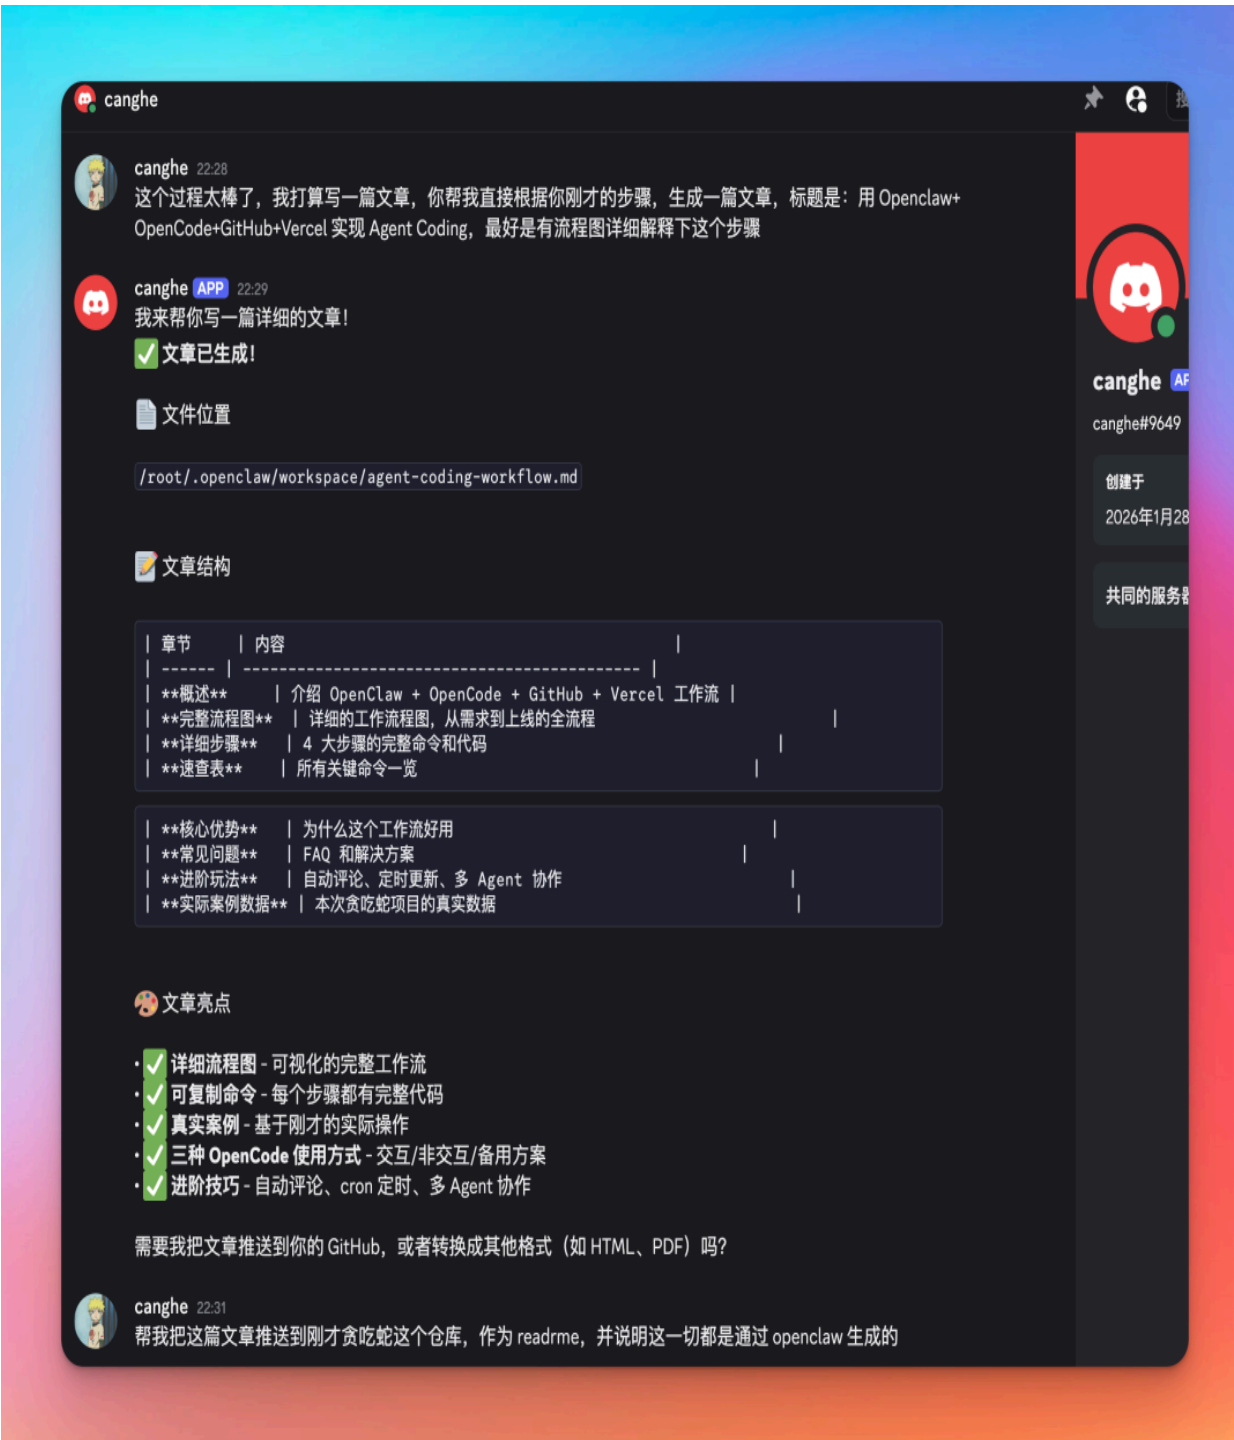 canghe
搜
canghe 22:28
这个过程太棒了，我打算写一篇文章，你帮我直接根据你刚才的步骤，生成一篇文章，标题是：用 Openclaw+
OpenCode+GitHub+Vercel 实现 Agent Coding，最好是有流程图详细解释下这个步骤
canghe APP 22:29
我来帮你写一篇详细的文章！
✅ 文章已生成！
📄 文件位置
/root/.openclaw/workspace/agent-coding-workflow.md
📝 文章结构
| 章节 | 内容 |
| ------ | -------------------------------------------- |
| **概述** | 介绍 OpenClaw + OpenCode + GitHub + Vercel 工作流 |
| **完整流程图** | 详细的工作流程图，从需求到上线的全流程 |
| **详细步骤** | 4 大步骤的完整命令和代码 |
| **速查表** | 所有关键命令一览 |
| **核心优势** | 为什么这个工作流好用 |
| **常见问题** | FAQ 和解决方案 |
| **进阶玩法** | 自动评论、定时更新、多 Agent 协作 |
| **实际案例数据** | 本次贪吃蛇项目的真实数据 |
🎨 文章亮点
• ✅ 详细流程图 - 可视化的完整工作流
• ✅ 可复制命令 - 每个步骤都有完整代码
• ✅ 真实案例 - 基于刚才的实际操作
• ✅ 三种 OpenCode 使用方式 - 交互/非交互/备用方案
• ✅ 进阶技巧 - 自动评论、cron 定时、多 Agent 协作
需要我把文章推送到你的 GitHub，或者转换成其他格式（如 HTML、PDF）吗？
canghe 22:31
帮我把这篇文章推送到刚才贪吃蛇这个仓库，作为 readrme，并说明这一切都是通过 openclaw 生成的
canghe AP
canghe#9649
创建于
2026年1月28
共同的服务器